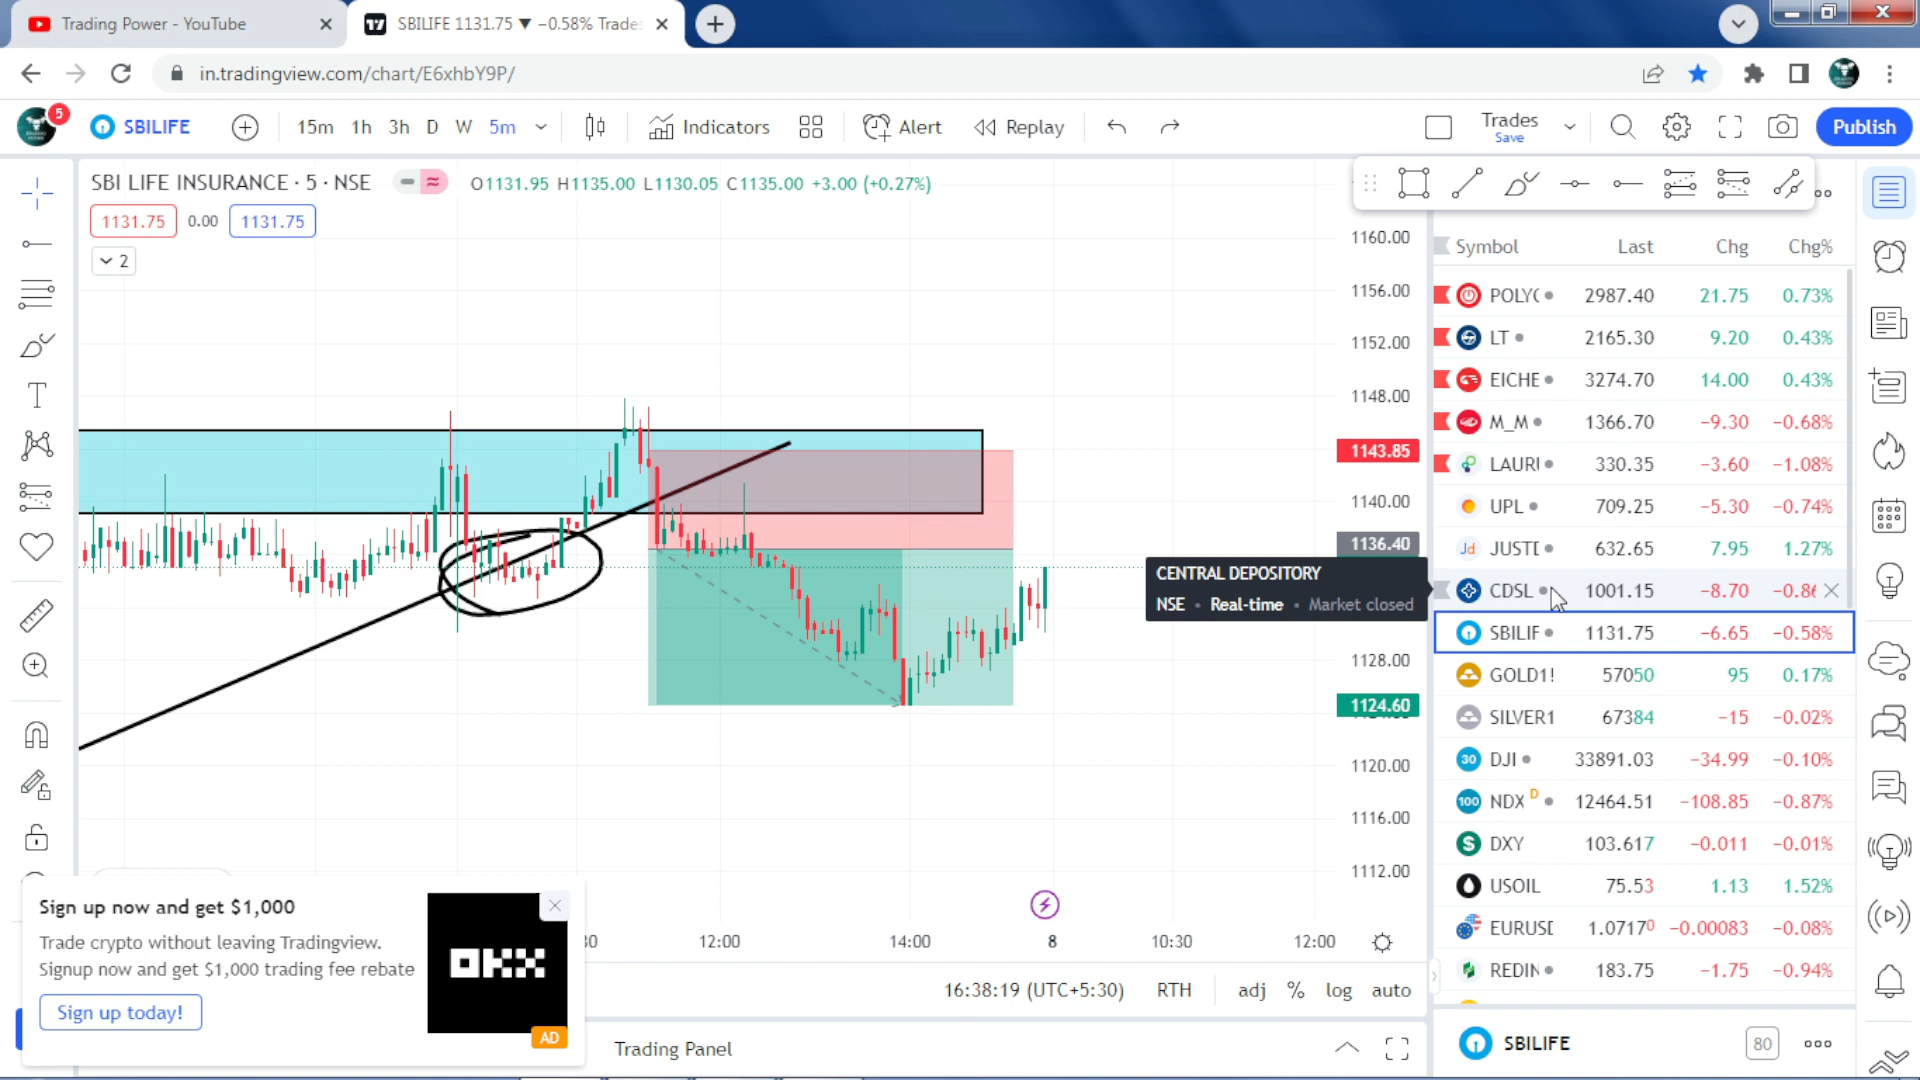 Trading Power - YouTube
SBILIFE 1131.75 ▼ −0.58% Trade
in.tradingview.com/chart/E6xhbY9P/
5
SBILIFE
15m 1h 3h D W 5m
Indicators
Alert
Replay
Trades
Save
Publish
SBI LIFE INSURANCE · 5 · NSE
O1131.95 H1135.00 L1130.05 C1135.00 +3.00 (+0.27%)
1131.75 0.00 1131.75
2
1160.00
1156.00
1152.00
1148.00
1143.85
1140.00
1136.40
1128.00
1124.60
1120.00
1116.00
1112.00
CENTRAL DEPOSITORY
NSE • Real-time • Market closed
Symbol Last Chg Chg%
POLYC 2987.40 21.75 0.73%
LT 2165.30 9.20 0.43%
EICHE 3274.70 14.00 0.43%
M_M 1366.70 −9.30 −0.68%
LAURI 330.35 −3.60 −1.08%
UPL 709.25 −5.30 −0.74%
Jd JUSTD 632.65 7.95 1.27%
CDSL 1001.15 −8.70 −0.86
SBILIF 1131.75 −6.65 −0.58%
GOLD1! 57050 95 0.17%
SILVER1 67384 −15 −0.02%
30 DJI 33891.03 −34.99 −0.10%
100 NDX D 12464.51 −108.85 −0.87%
S DXY 103.617 −0.011 −0.01%
USOIL 75.53 1.13 1.52%
EURUSD 1.07170 −0.00083 −0.08%
REDIN 183.75 −1.75 −0.94%
30 12:00 14:00 8 10:30 12:00
16:38:19 (UTC+5:30) RTH adj % log auto
Sign up now and get $1,000
Trade crypto without leaving Tradingview.
Signup now and get $1,000 trading fee rebate
Sign up today!
OKX
AD
Trading Panel
SBILIFE
80